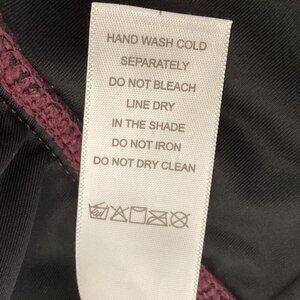 HAND WASH COLD
SEPARATELY
DO NOT BLEACH
LINE DRY
IN THE SHADE
DO NOT IRON
DO NOT DRY CLEAN